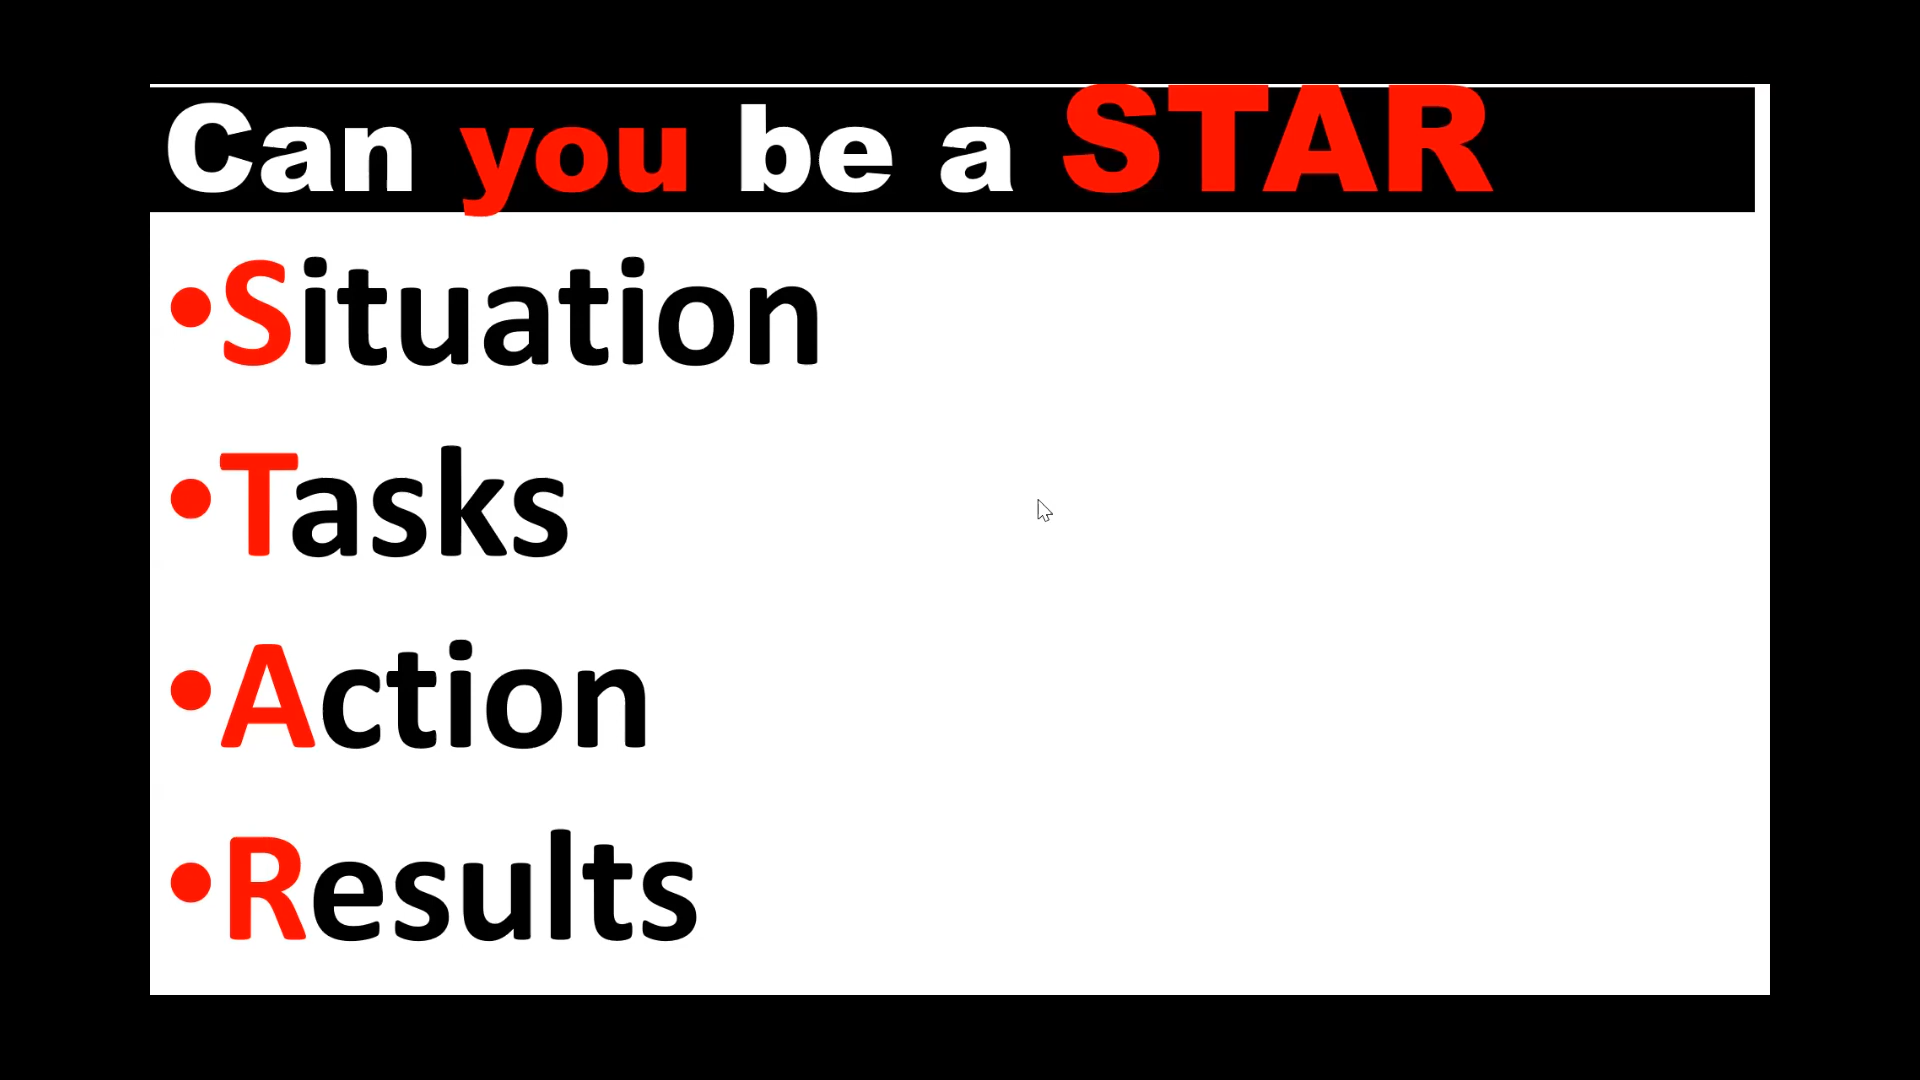 Can you be a STAR
•Situation
•Tasks
•Action
•Results